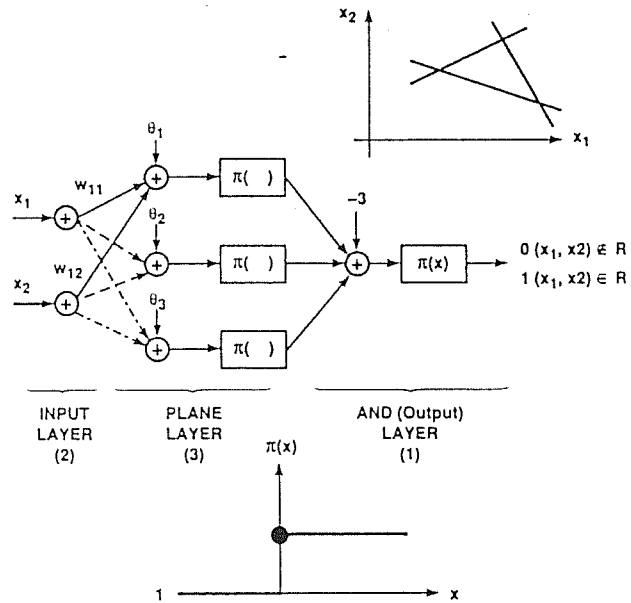 x₂
x₁
θ₁
x₁
w₁₁
π( )
-3
θ₂
x₂
w₁₂
π( )
π(x)
0 (x₁, x2) ∉ R
1 (x₁, x2) ∈ R
θ₃
π( )
INPUT
LAYER
(2)
PLANE
LAYER
(3)
AND (Output)
LAYER
(1)
π(x)
1
x